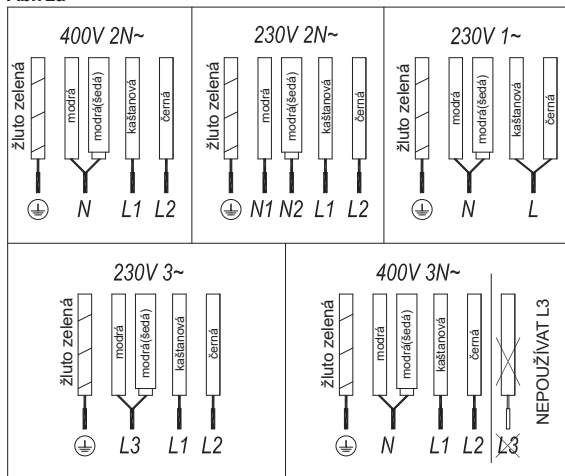 400V 2N~
žluto zelená
modrá
modrá(šedá)
kaštanová
černá
N L1 L2
230V 2N~
žluto zelená
modrá
modrá(šedá)
kaštanová
černá
N1 N2 L1 L2
230V 1~
žluto zelená
modrá
modrá(šedá)
kaštanová
černá
N L
230V 3~
žluto zelená
modrá
modrá(šedá)
kaštanová
černá
L3 L1 L2
400V 3N~
žluto zelená
modrá
modrá(šedá)
kaštanová
černá
N L1 L2 L3
NEPOUŽÍVAT L3